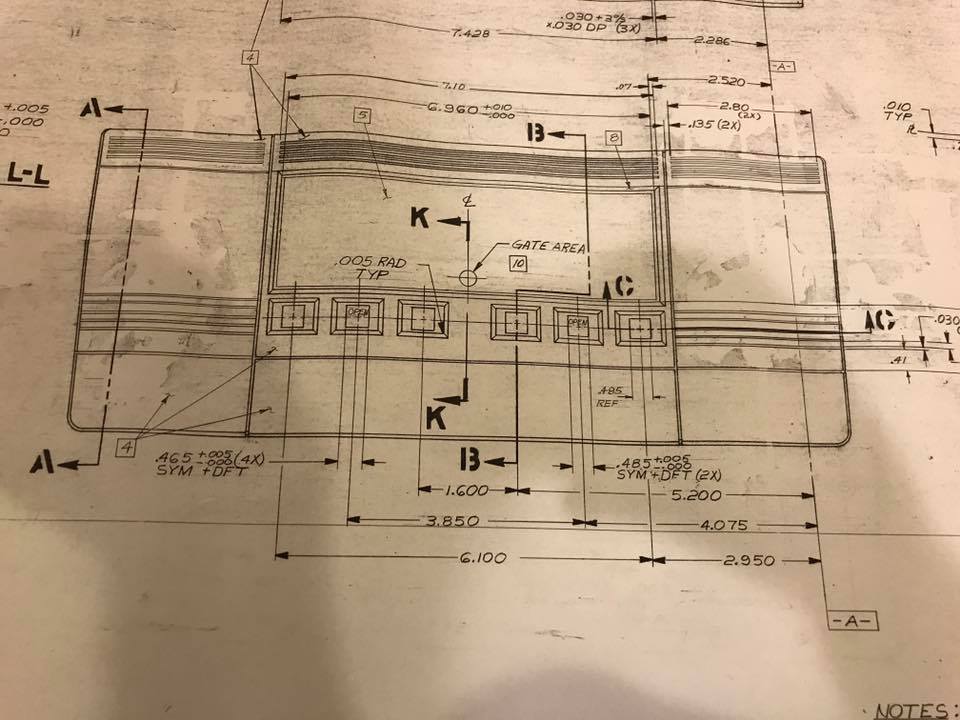 .030 +3°/S
x.030 DP (3X)
7.428
2.286
4
-A-
7.10
.07
2.520
+.005
-.000
A
6.960 +.010 -.000
2.80
(2X)
.010
TYP
5
B
8
.135 (2X)
L-L
K
GATE AREA
10
.005 RAD
TYP
C
C
OPEN
OPEN
.030
.41
.485
REF
K
4
A
.465 +.005 -.000 (4X)
SYM + DFT
B
.485 +.005 -.000
SYM + DFT (2X)
1.600
5.200
3.850
4.075
6.100
2.950
-A-
NOTES: